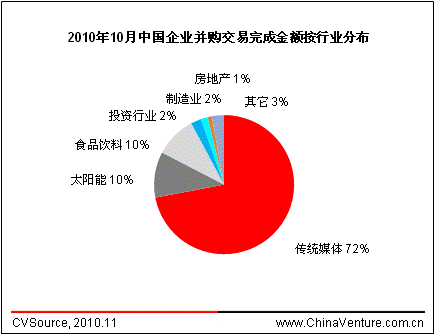 2010年10月中国企业并购交易完成金额按行业分布
房地产 1%
制造业 2%
其它 3%
投资行业 2%
食品饮料 10%
太阳能 10%
传统媒体 72%
CVSource, 2010.11
www.ChinaVenture.com.cn